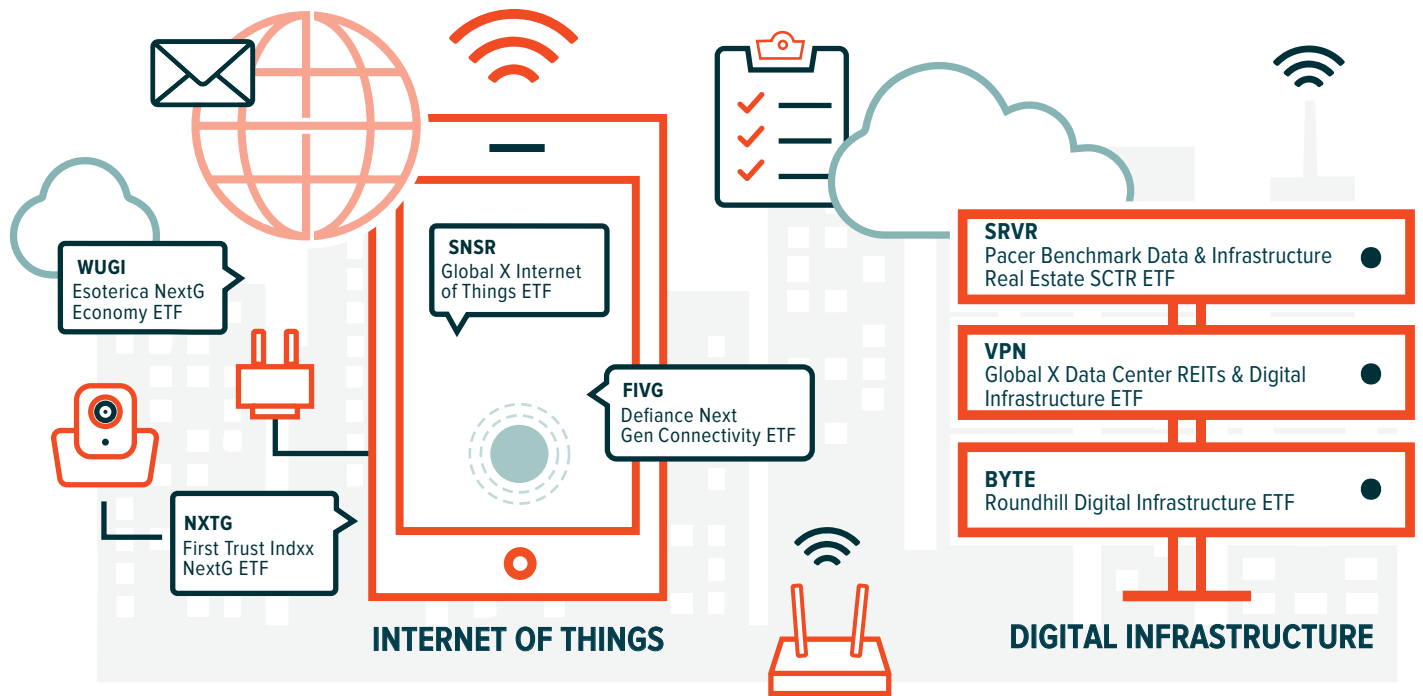 WUGI
Esoterica NextG
Economy ETF
SNSR
Global X Internet
of Things ETF
FIVG
Defiance Next
Gen Connectivity ETF
NXTG
First Trust Indxx
NextG ETF
INTERNET OF THINGS
SRVR
Pacer Benchmark Data & Infrastructure
Real Estate SCTR ETF
VPN
Global X Data Center REITs & Digital
Infrastructure ETF
BYTE
Roundhill Digital Infrastructure ETF
DIGITAL INFRASTRUCTURE